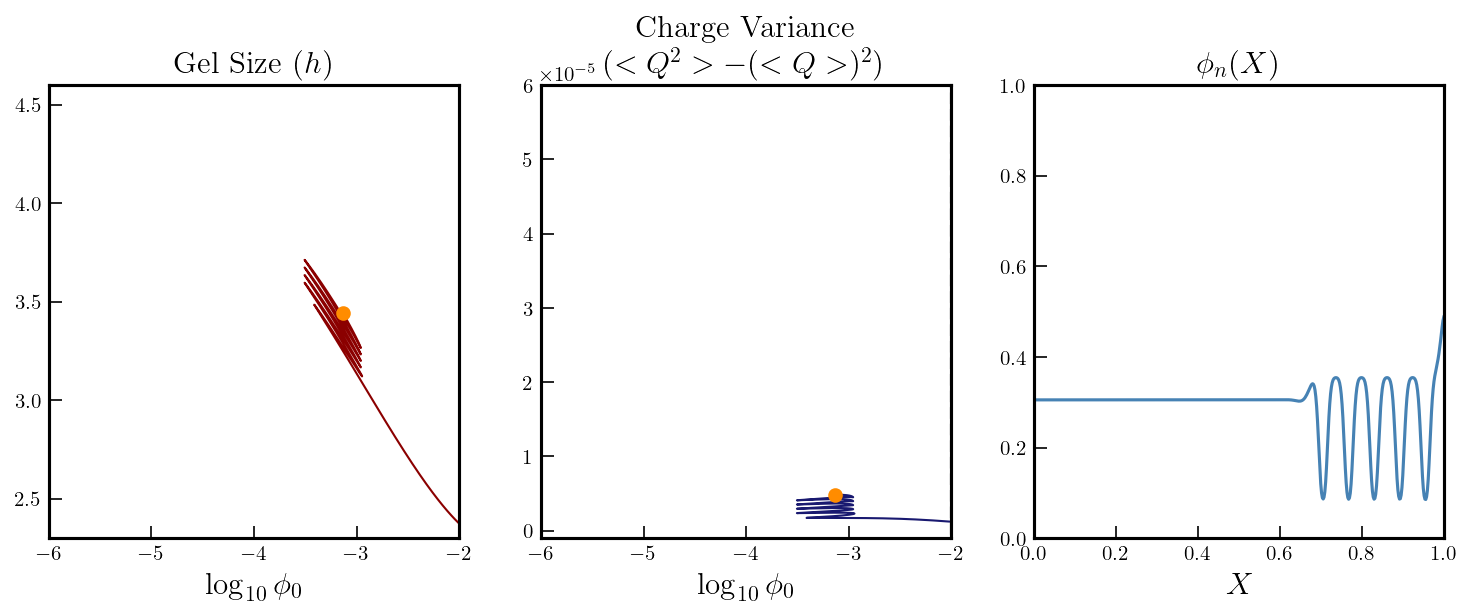 Gel Size (h)
4.5
4.0
3.5
3.0
2.5
−6 −5 −4 −3 −2
log₁₀ ϕ₀
Charge Variance
(< Q² > −(< Q >)²)
×10⁻⁵
6
5
4
3
2
1
0
−6 −5 −4 −3 −2
log₁₀ ϕ₀
ϕₙ(X)
1.0
0.8
0.6
0.4
0.2
0.0
0.0 0.2 0.4 0.6 0.8 1.0
X